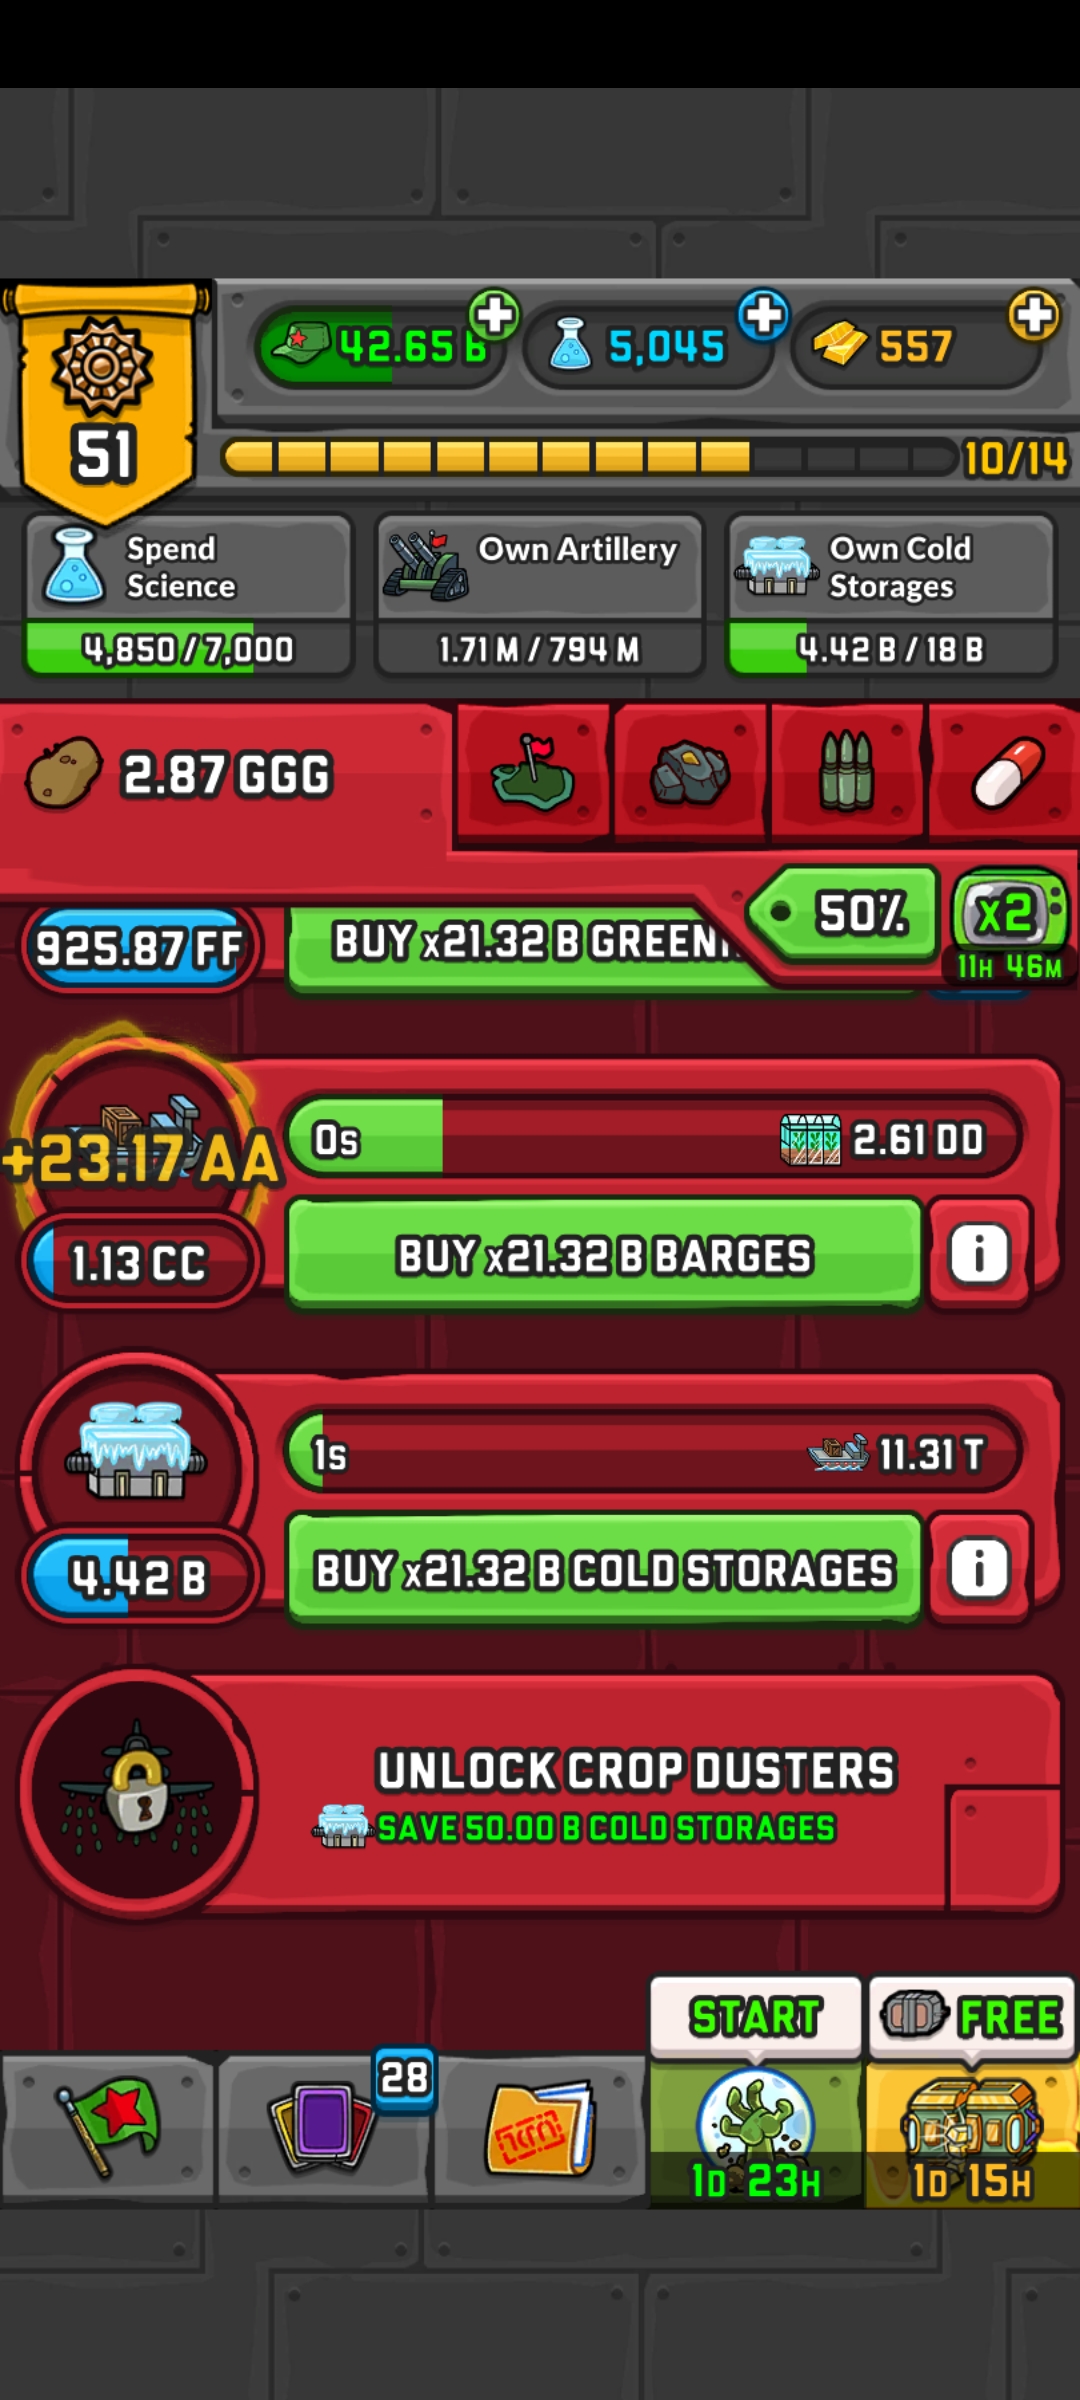 42.65 B
5,045
557
51
10/14
Spend
Science
4,850/7,000
Own Artillery
1.71 M / 794 M
Own Cold
Storages
4.42 B / 18 B
2.87 GGG
50%
x2
11H 46M
925.87 FF
BUY x21.32 B
+23.17 AA
0s
2.61 DD
1.13 CC
BUY x21.32 B BARGES
i
1s
11.31 T
4.42 B
BUY x21.32 B COLD STORAGES
i
UNLOCK CROP DUSTERS
SAVE 50.00 B COLD STORAGES
START
FREE
28
1D 23H
1D 15H